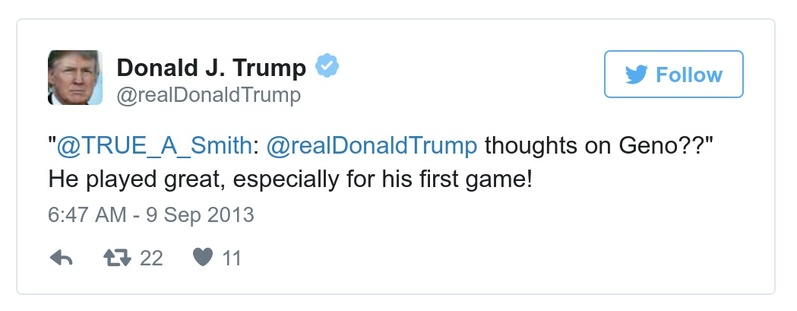 Donald J. Trump
@realDonaldTrump
Follow
"@TRUE_A_Smith: @realDonaldTrump thoughts on Geno??"
He played great, especially for his first game!
6:47 AM - 9 Sep 2013
22 11